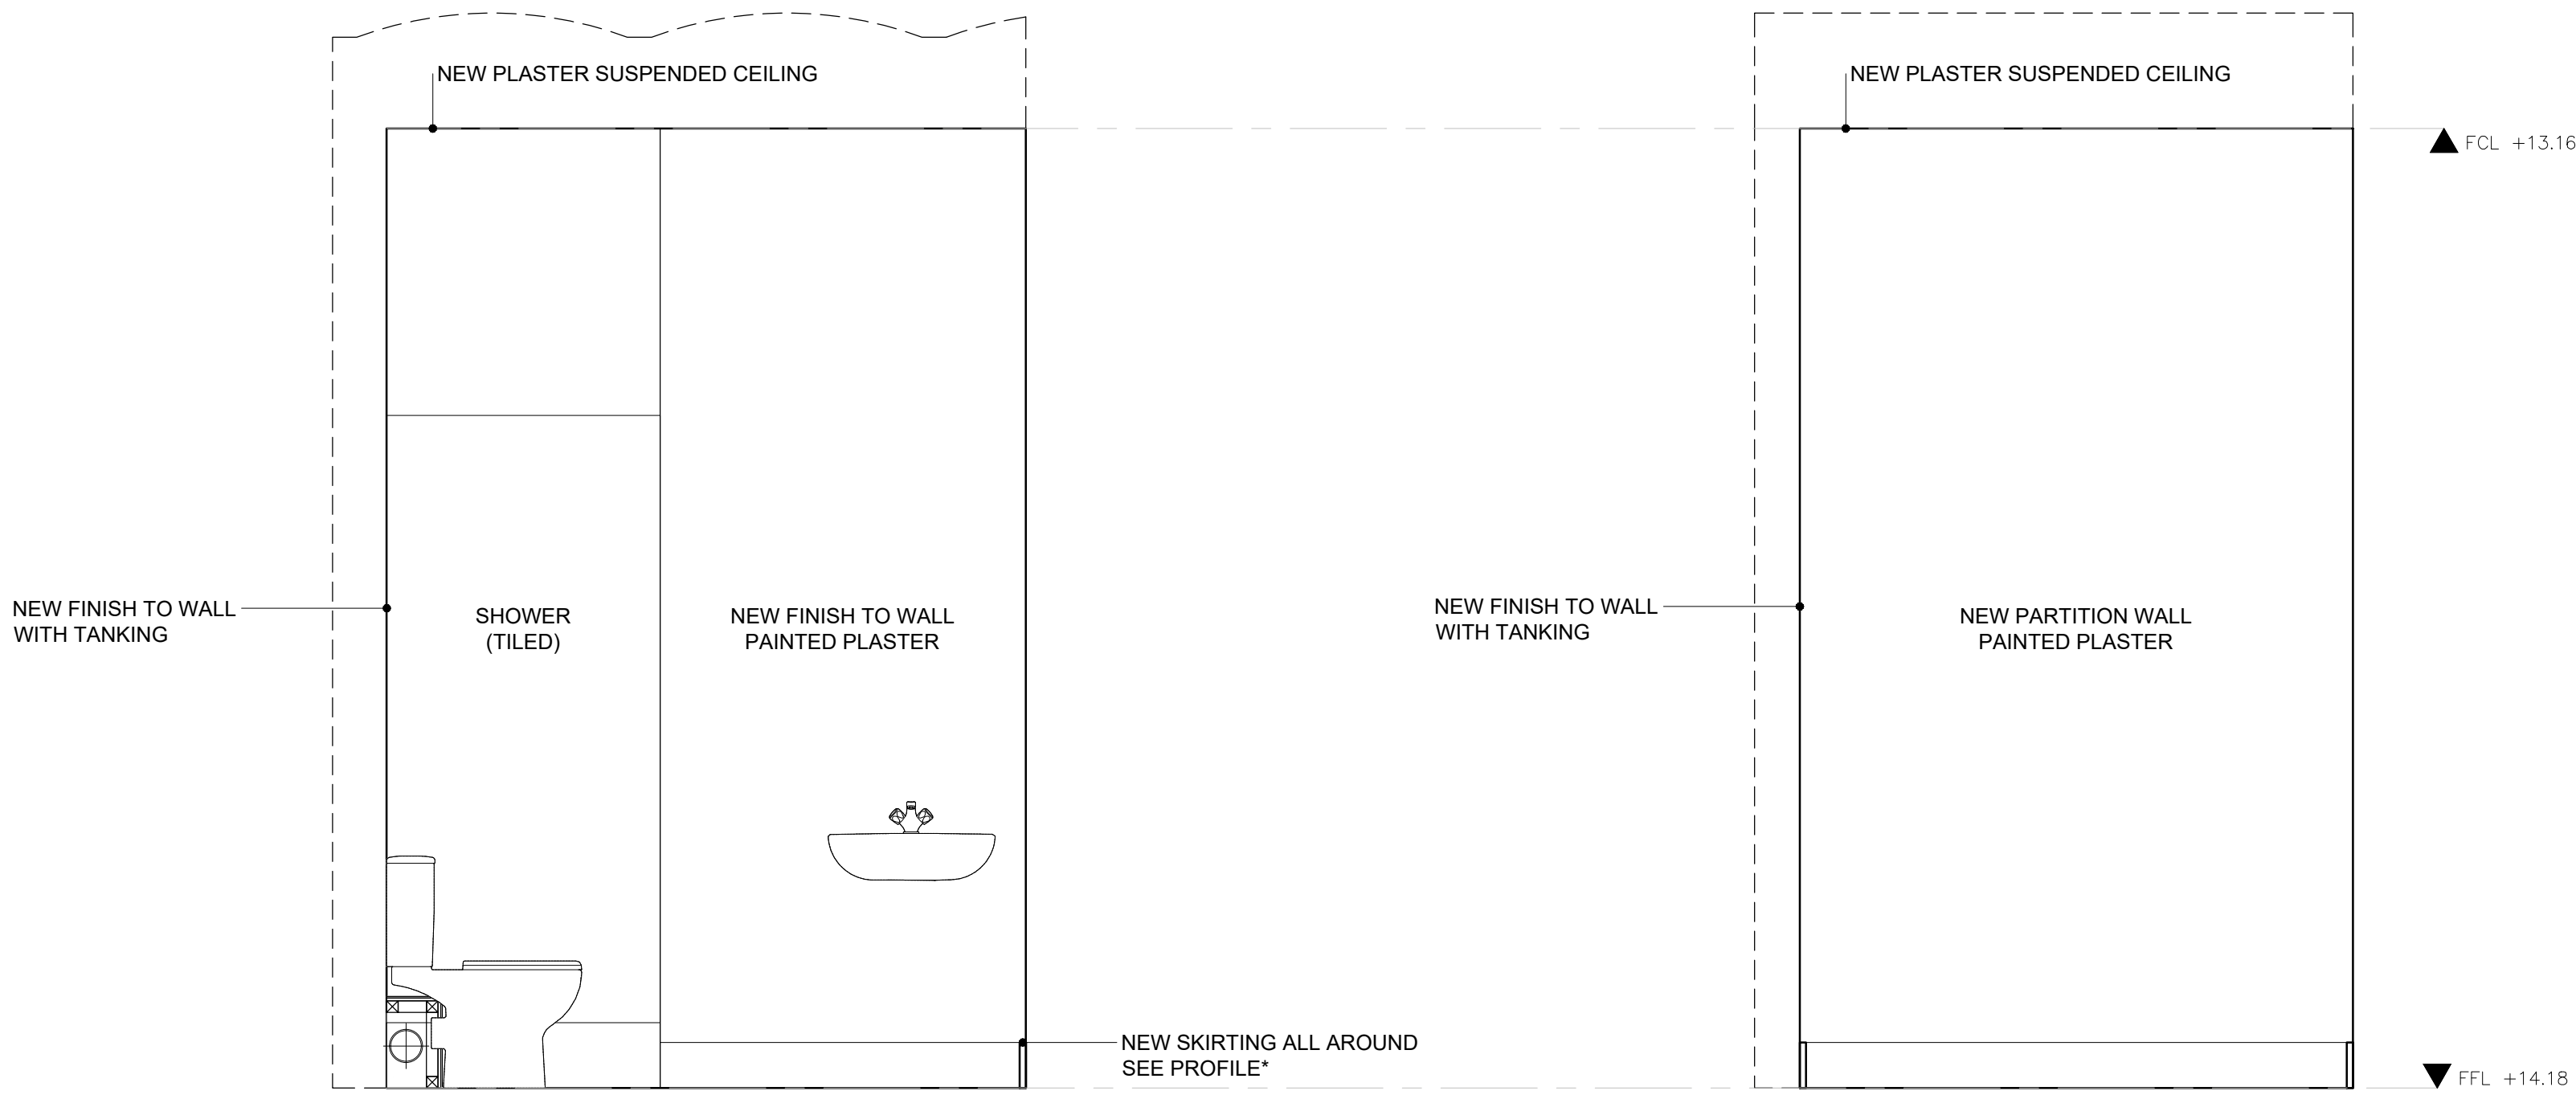 NEW PLASTER SUSPENDED CEILING
NEW PLASTER SUSPENDED CEILING
FCL +13.16
NEW FINISH TO WALL
WITH TANKING
SHOWER
(TILED)
NEW FINISH TO WALL
PAINTED PLASTER
NEW FINISH TO WALL
WITH TANKING
NEW PARTITION WALL
PAINTED PLASTER
NEW SKIRTING ALL AROUND
SEE PROFILE*
FFL +14.18